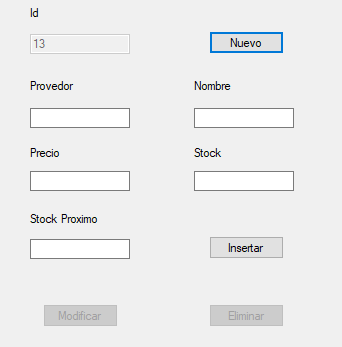 Id
13
Nuevo
Provedor
Nombre
Precio
Stock
Stock Proximo
Insertar
Modificar
Eliminar